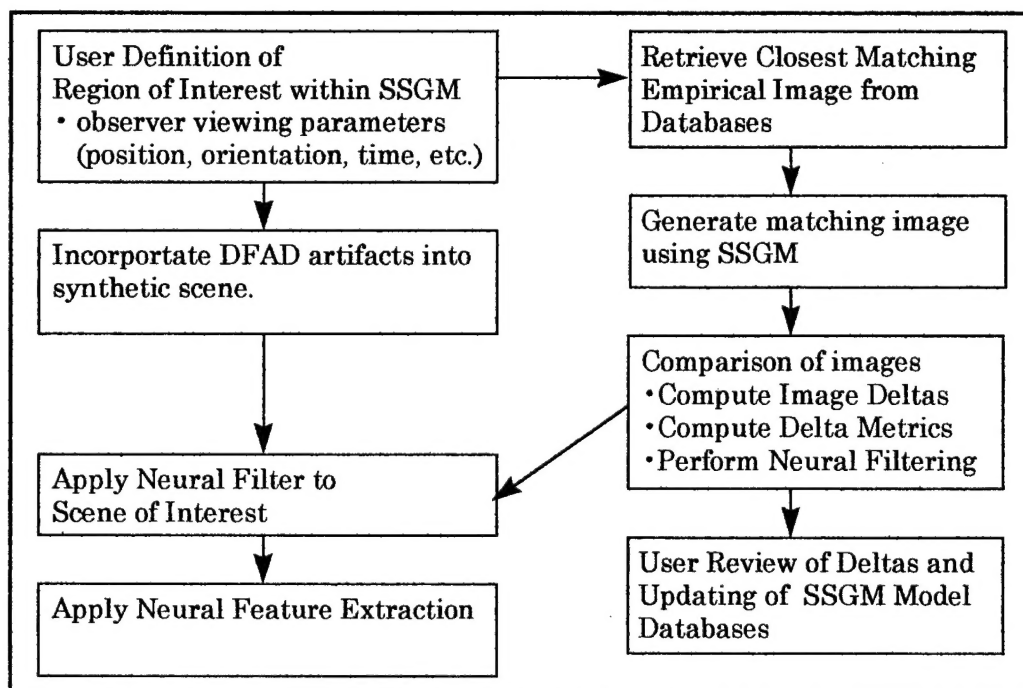 User Definition of
Region of Interest within SSGM
• observer viewing parameters
(position, orientation, time, etc.)
Incorportate DFAD artifacts into
synthetic scene.
Apply Neural Filter to
Scene of Interest
Apply Neural Feature Extraction
Retrieve Closest Matching
Empirical Image from
Databases
Generate matching image
using SSGM
Comparison of images
•Compute Image Deltas
•Compute Delta Metrics
•Perform Neural Filtering
User Review of Deltas and
Updating of SSGM Model
Databases